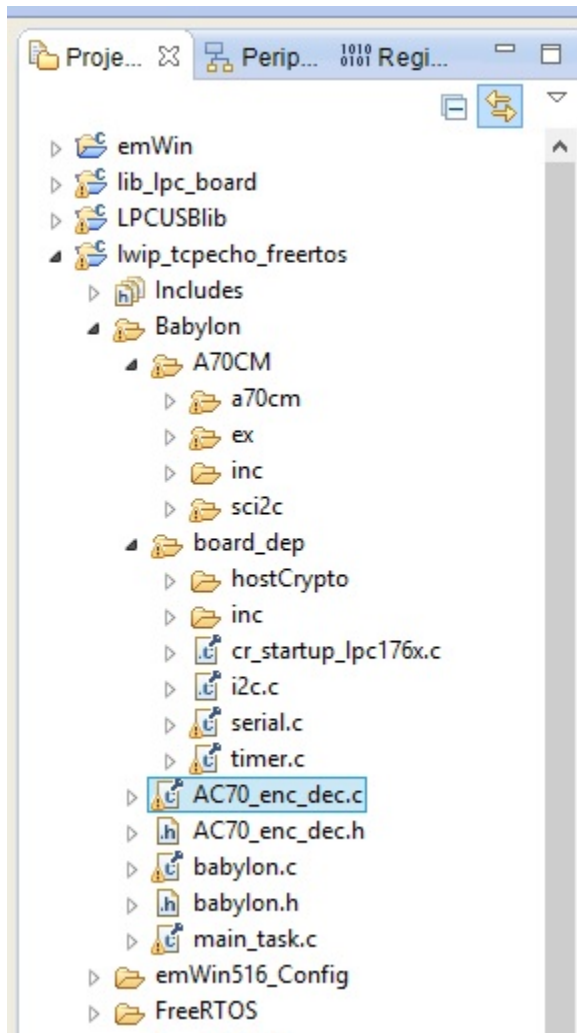 Proje... Perip... 1010 0101 Regi...
emWin
lib_lpc_board
LPCUSBlib
lwip_tcpecho_freertos
h Includes
Babylon
A70CM
a70cm
ex
inc
sci2c
board_dep
hostCrypto
inc
.c cr_startup_lpc176x.c
.c i2c.c
c serial.c
c timer.c
c AC70_enc_dec.c
.h AC70_enc_dec.h
c babylon.c
.h babylon.h
c main_task.c
emWin516_Config
FreeRTOS